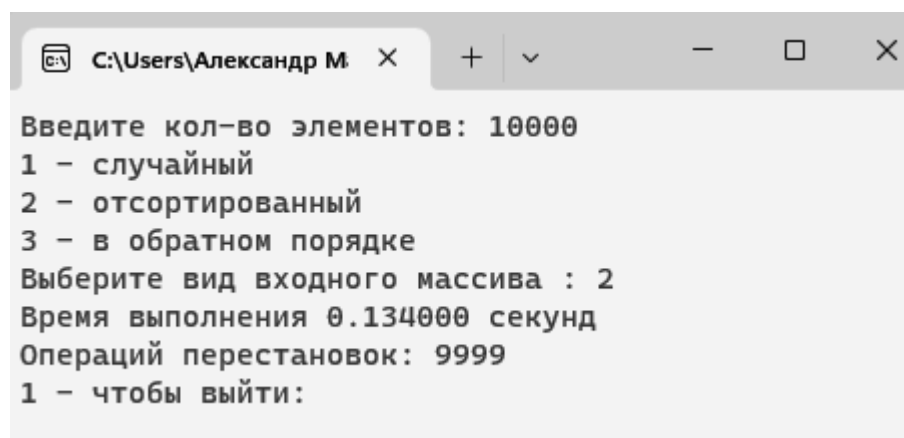 C:\Users\Александр М
Введите кол-во элементов: 10000
1 - случайный
2 - отсортированный
3 - в обратном порядке
Выберите вид входного массива : 2
Время выполнения 0.134000 секунд
Операций перестановок: 9999
1 - чтобы выйти: